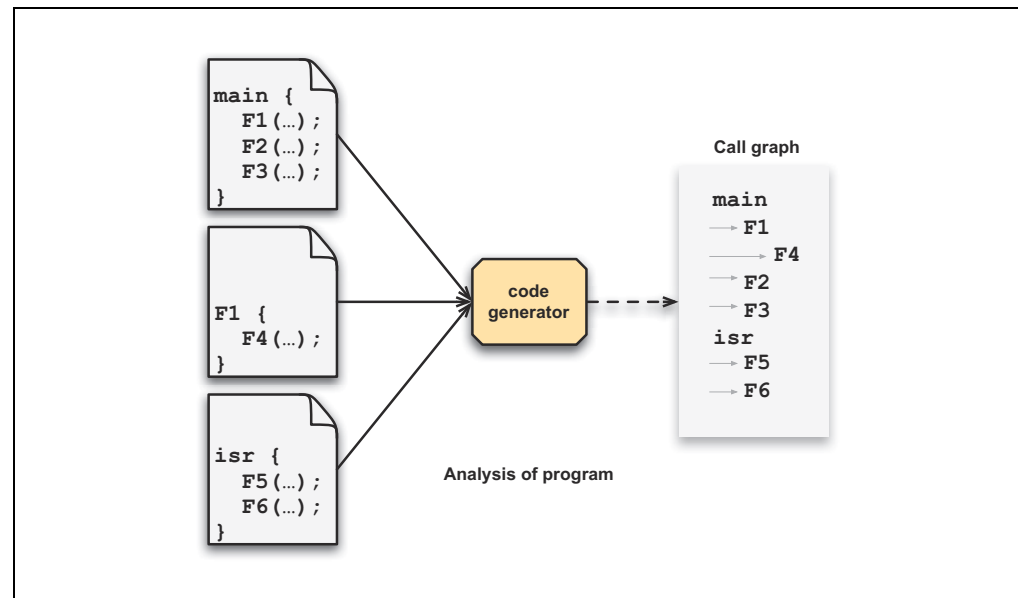 main {
F1(…);
F2(…);
F3(…);
}
F1 {
F4(…);
}
isr {
F5(…);
F6(…);
}
code
generator
Analysis of program
Call graph
main
F1
F4
F2
F3
isr
F5
F6